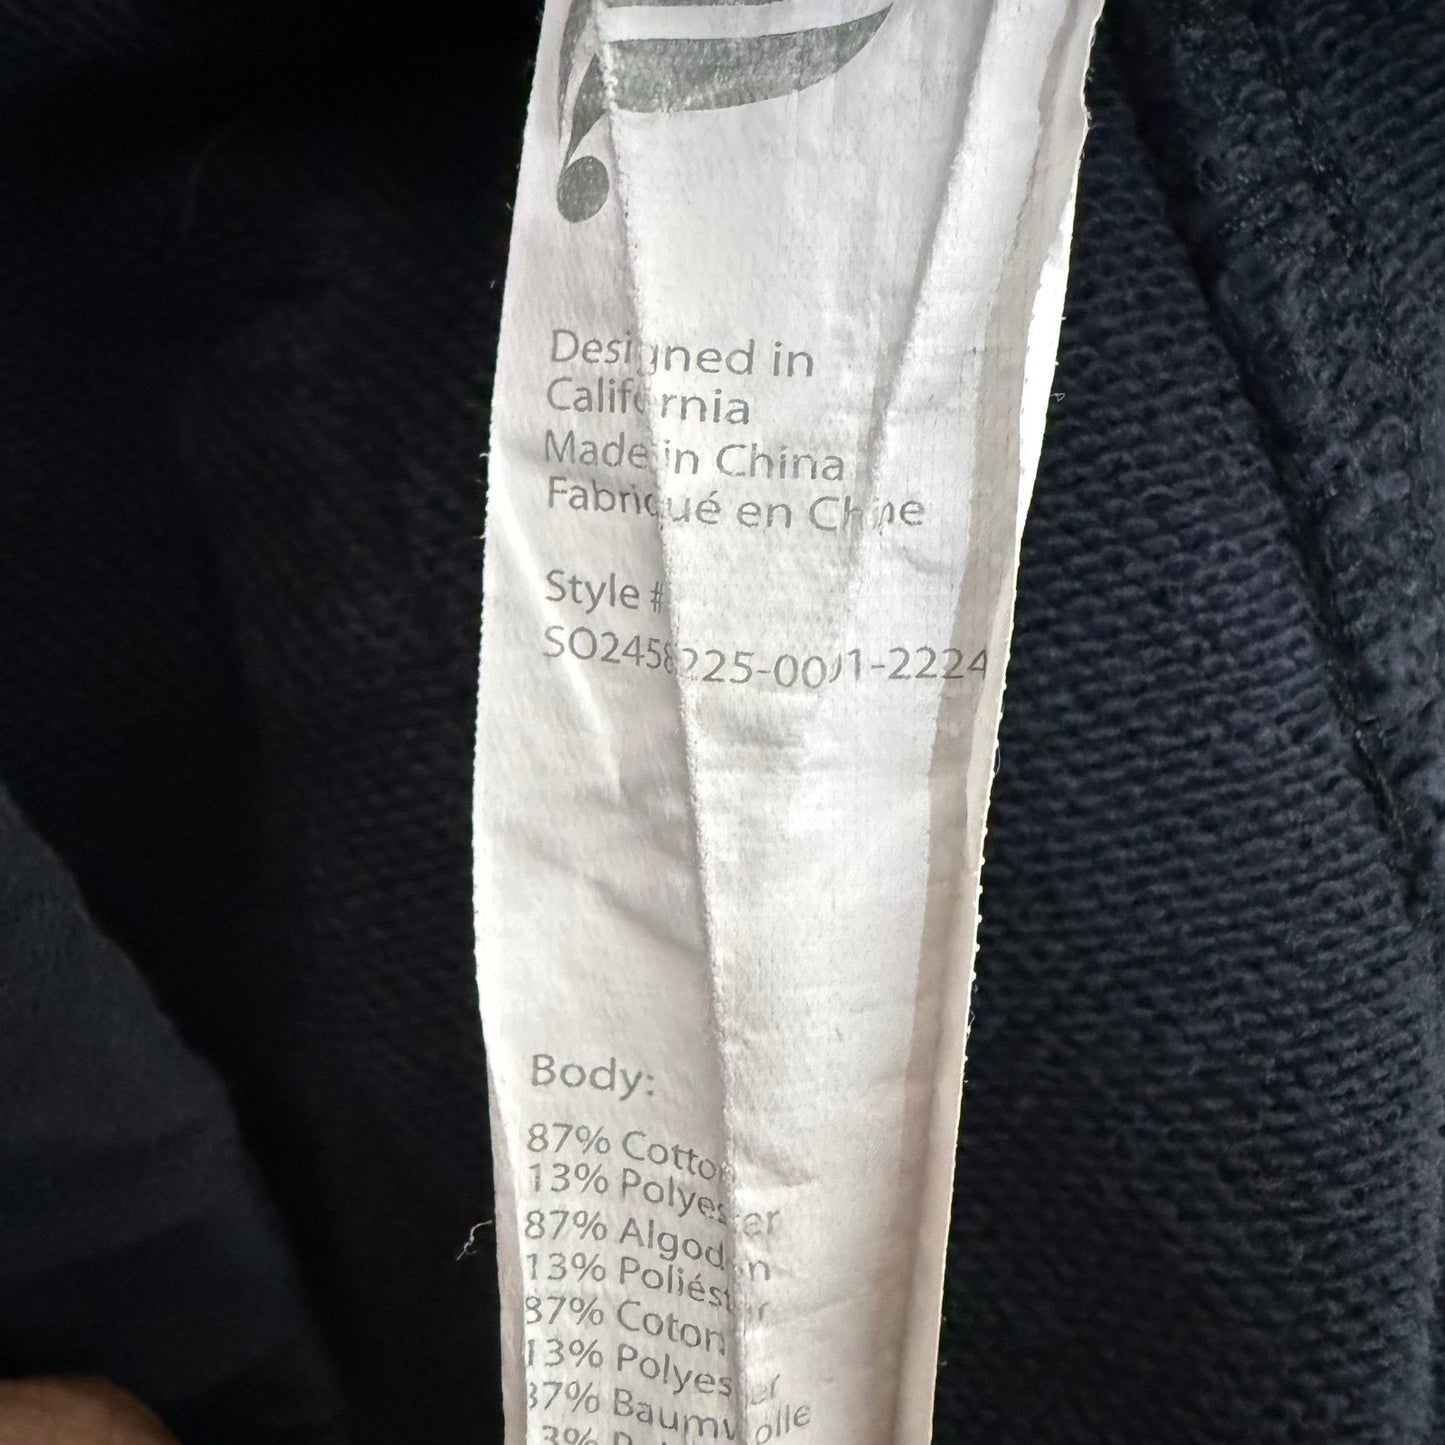 Designed in
California
Made in China
Fabriqué en Chine
Style #
SO2458225-0001-2224
Body:
87% Cotton
13% Polyester
87% Algodón
13% Poliéster
87% Coton
13% Polyester
87% Baumwolle